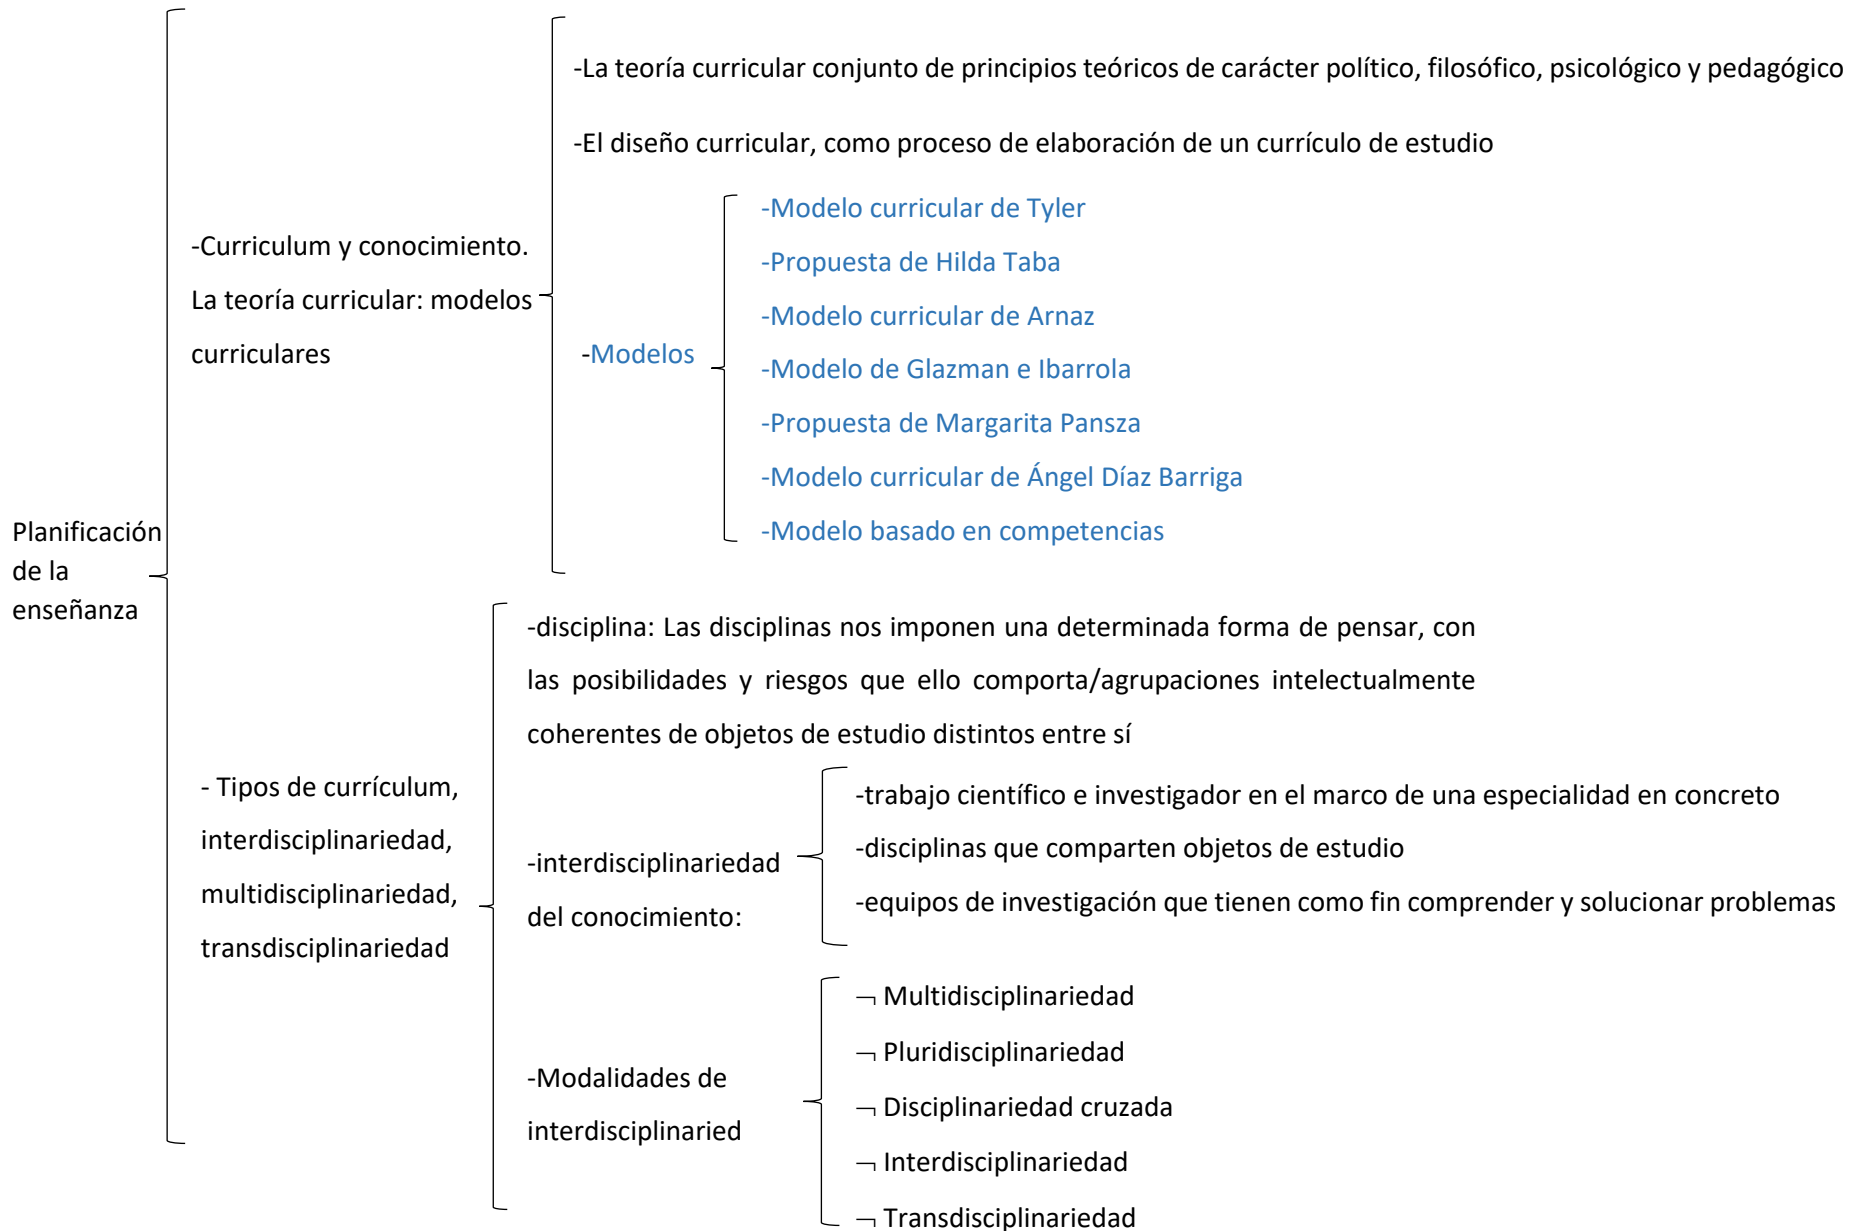 Planificación
de la
enseñanza
-Curriculum y conocimiento.
La teoría curricular: modelos
curriculares
-La teoría curricular conjunto de principios teóricos de carácter político, filosófico, psicológico y pedagógico
-El diseño curricular, como proceso de elaboración de un currículo de estudio
-Modelos
-Modelo curricular de Tyler
-Propuesta de Hilda Taba
-Modelo curricular de Arnaz
-Modelo de Glazman e Ibarrola
-Propuesta de Margarita Pansza
-Modelo curricular de Ángel Díaz Barriga
-Modelo basado en competencias
- Tipos de currículum,
interdisciplinariedad,
multidisciplinariedad,
transdisciplinariedad
-disciplina: Las disciplinas nos imponen una determinada forma de pensar, con
las posibilidades y riesgos que ello comporta/agrupaciones intelectualmente
coherentes de objetos de estudio distintos entre sí
-interdisciplinariedad
del conocimiento:
-trabajo científico e investigador en el marco de una especialidad en concreto
-disciplinas que comparten objetos de estudio
-equipos de investigación que tienen como fin comprender y solucionar problemas
-Modalidades de
interdisciplinaried
¬ Multidisciplinariedad
¬ Pluridisciplinariedad
¬ Disciplinariedad cruzada
¬ Interdisciplinariedad
¬ Transdisciplinariedad